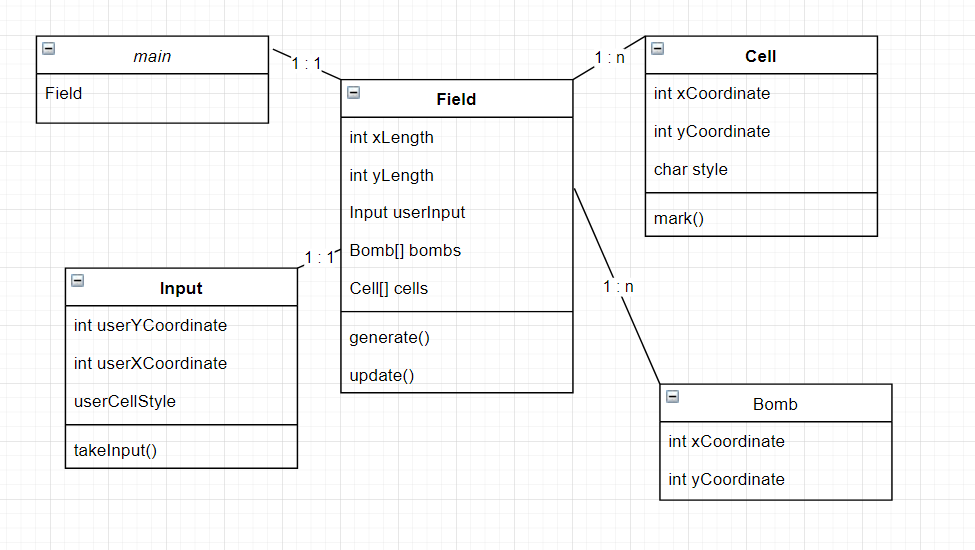 main
Field
1 : 1
Field
int xLength
int yLength
Input userInput
Bomb[] bombs
Cell[] cells
generate()
update()
1 : n
Cell
int xCoordinate
int yCoordinate
char style
mark()
1 : 1
Input
int userYCoordinate
int userXCoordinate
userCellStyle
takeInput()
1 : n
Bomb
int xCoordinate
int yCoordinate